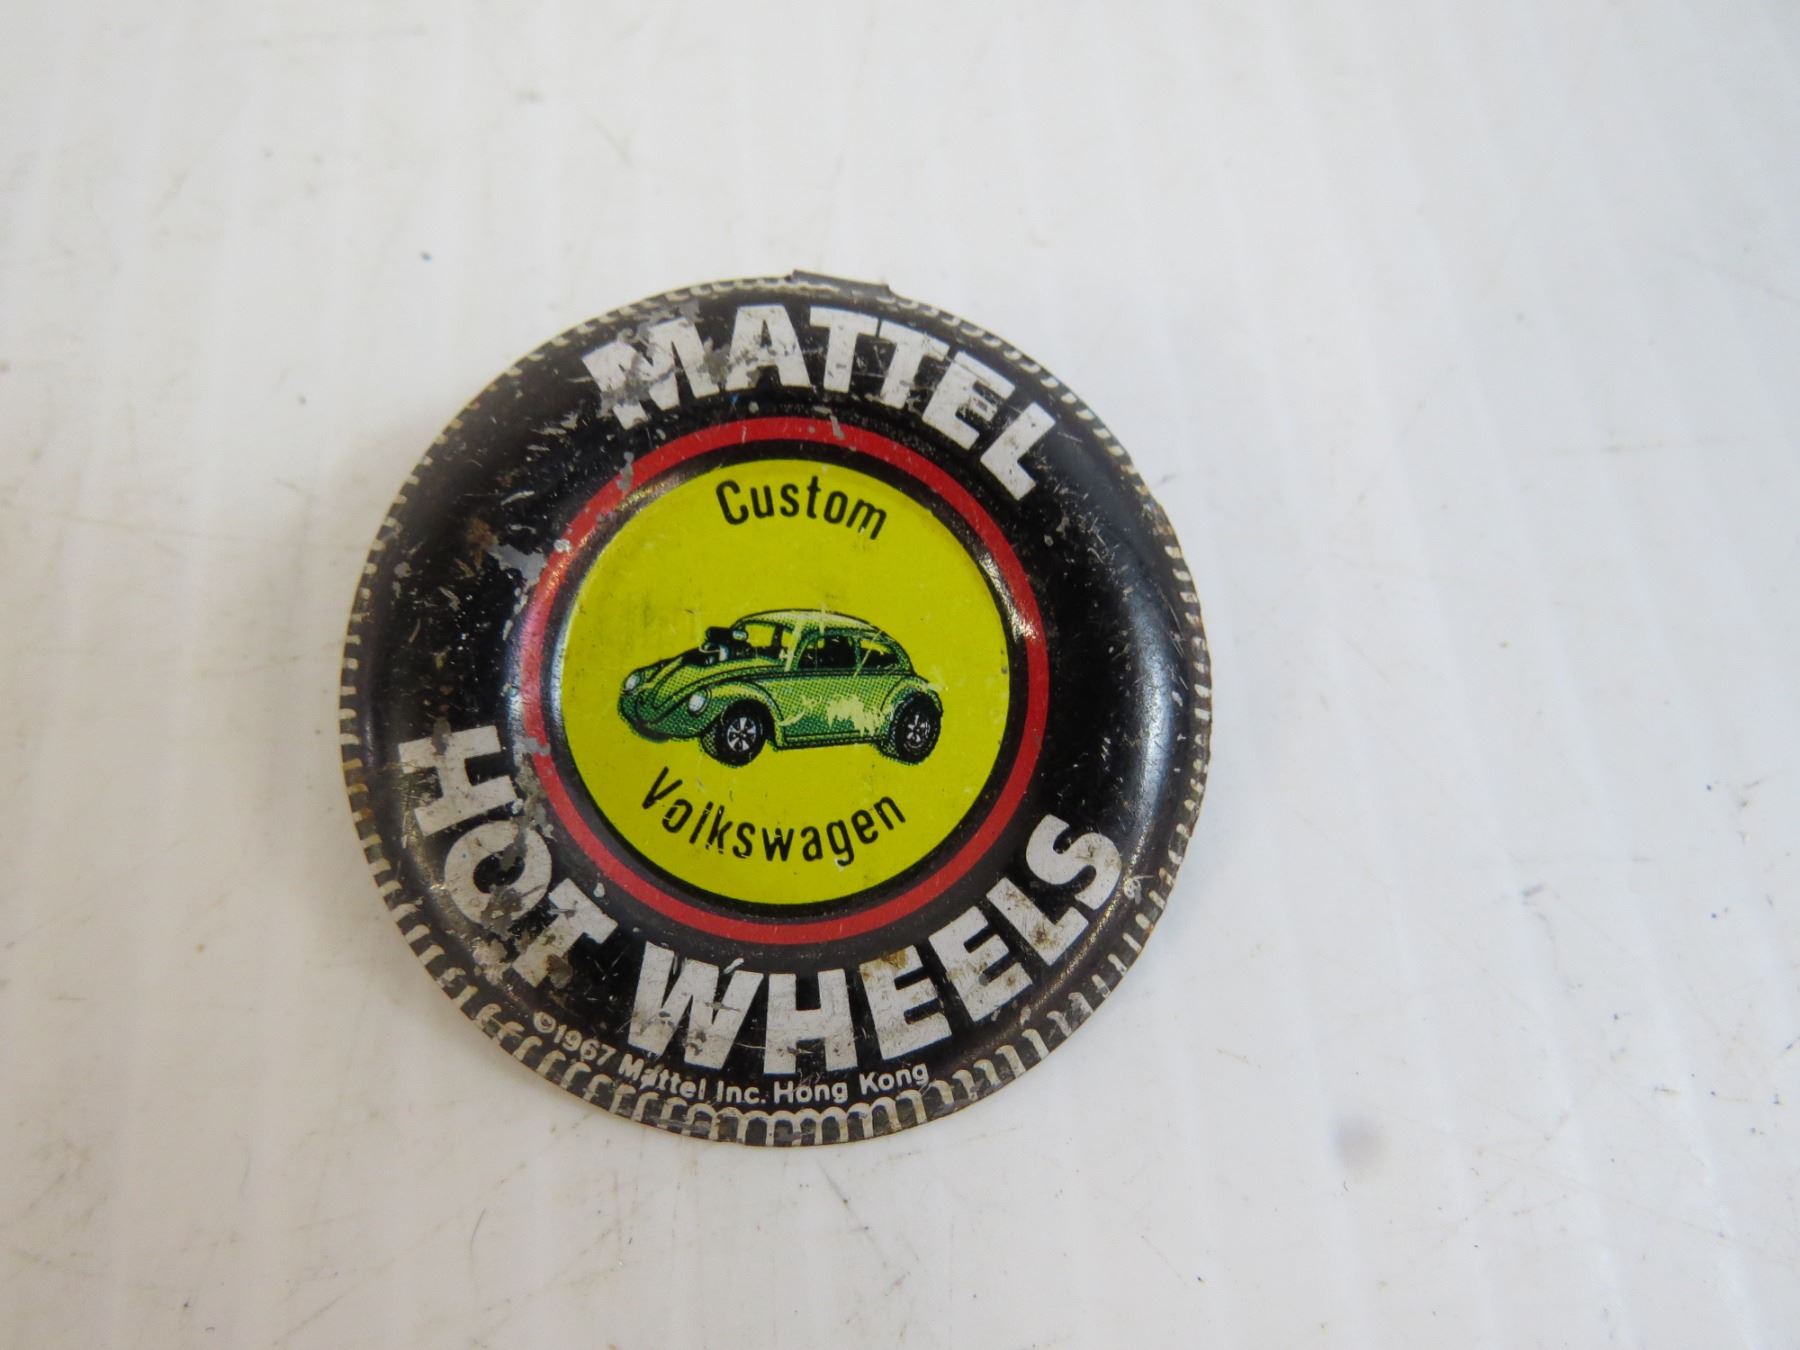 MATTEL
Custom
Volkswagen
HOT WHEELS
©1967 Mattel Inc. Hong Kong